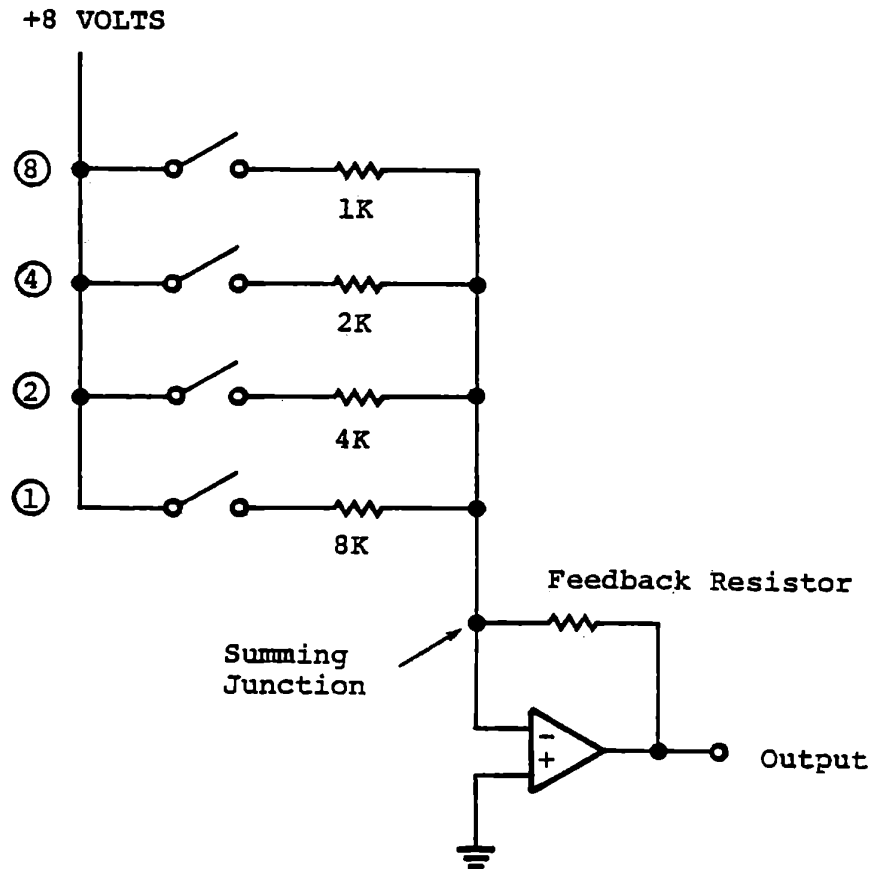 +8 VOLTS
8
1K
4
2K
2
4K
1
8K
Feedback Resistor
Summing
Junction
-
+
Output